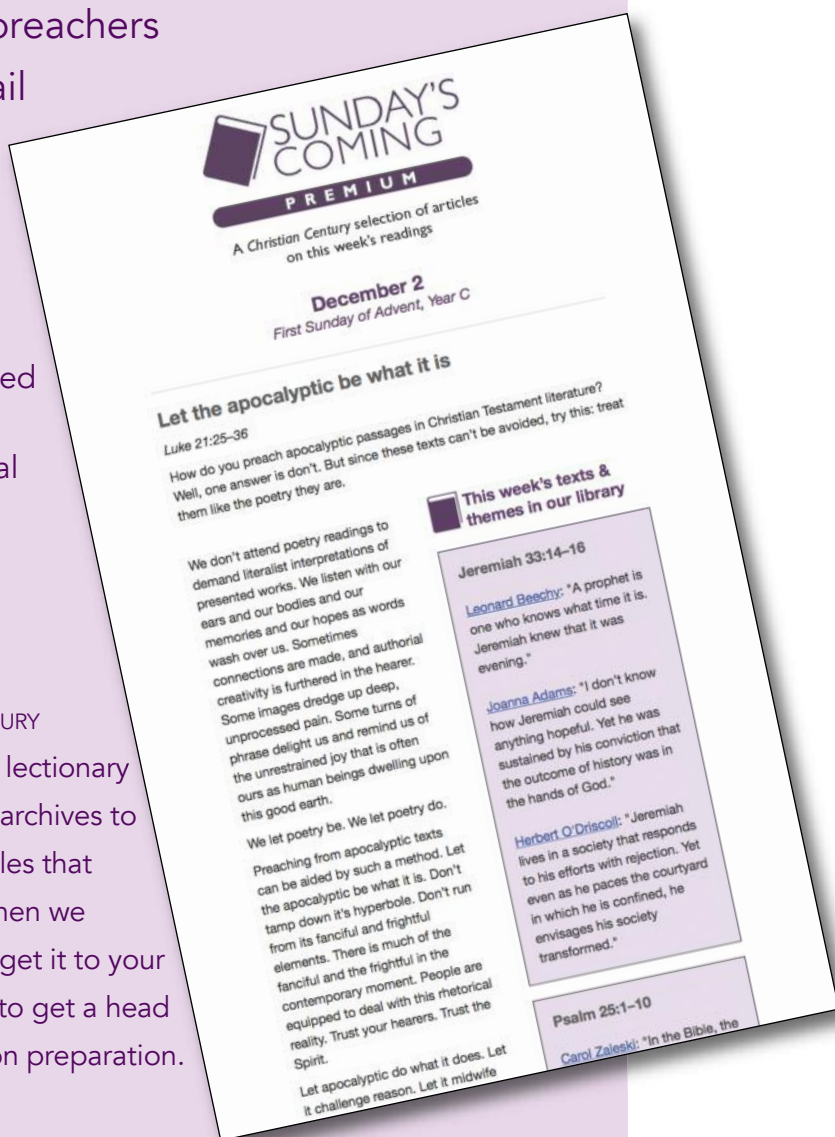 preachers
ail
ed
al
URY
lectionary
archives to
les that
hen we
get it to your
to get a head
on preparation.
SUNDAY'S
COMING
PREMIUM
A Christian Century selection of articles
on this week's readings
December 2
First Sunday of Advent, Year C
Let the apocalyptic be what it is
Luke 21:25–36
How do you preach apocalyptic passages in Christian Testament literature?
Well, one answer is don't. But since these texts can't be avoided, try this: treat
them like the poetry they are.
We don't attend poetry readings to
demand literalist interpretations of
presented works. We listen with our
ears and our bodies and our
memories and our hopes as words
wash over us. Sometimes
connections are made, and authorial
creativity is furthered in the hearer.
Some images dredge up deep,
unprocessed pain. Some turns of
phrase delight us and remind us of
the unrestrained joy that is often
ours as human beings dwelling upon
this good earth.
We let poetry be. We let poetry do.
Preaching from apocalyptic texts
can be aided by such a method. Let
the apocalyptic be what it is. Don't
tamp down it's hyperbole. Don't run
from its fanciful and frightful
elements. There is much of the
fanciful and the frightful in the
contemporary moment. People are
equipped to deal with this rhetorical
reality. Trust your hearers. Trust the
Spirit.
Let apocalyptic do what it does. Let
it challenge reason. Let it midwife
This week's texts &
themes in our library
Jeremiah 33:14–16
Leonard Beechy: "A prophet is
one who knows what time it is.
Jeremiah knew that it was
evening."
Joanna Adams: "I don't know
how Jeremiah could see
anything hopeful. Yet he was
sustained by his conviction that
the outcome of history was in
the hands of God."
Herbert O'Driscoll: "Jeremiah
lives in a society that responds
to his efforts with rejection. Yet
even as he paces the courtyard
in which he is confined, he
envisages his society
transformed."
Psalm 25:1–10
Carol Zaleski: "In the Bible, the